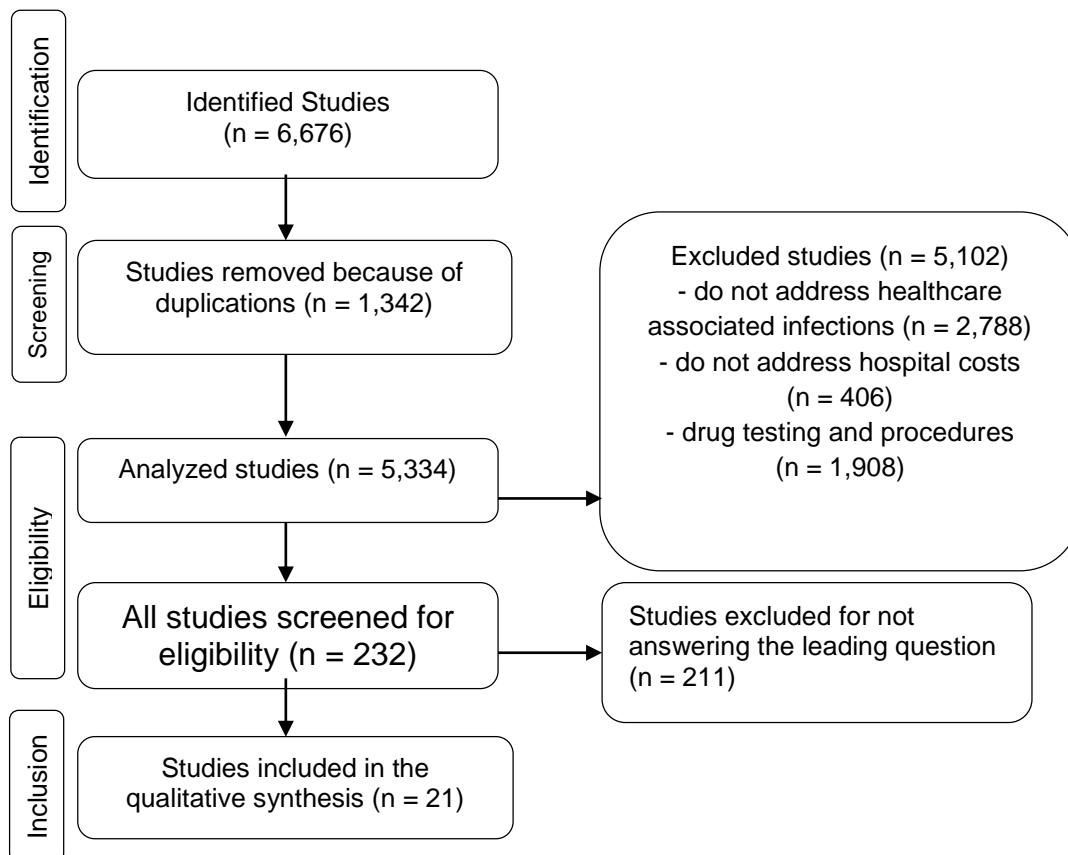 Identification
Identified Studies
(n = 6,676)
Screening
Studies removed because of
duplications (n = 1,342)
Excluded studies (n = 5,102)
- do not address healthcare
associated infections (n = 2,788)
- do not address hospital costs
(n = 406)
- drug testing and procedures
(n = 1,908)
Eligibility
Analyzed studies (n = 5,334)
All studies screened for
eligibility (n = 232)
Studies excluded for not
answering the leading question
(n = 211)
Inclusion
Studies included in the
qualitative synthesis (n = 21)